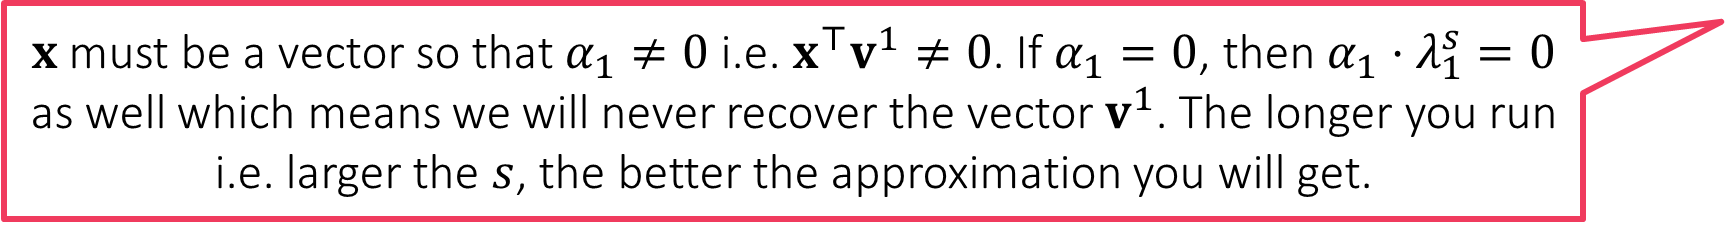 𝐱 must be a vector so that 𝛼₁ ≠ 0 i.e. 𝐱ᵀ𝐯¹ ≠ 0. If 𝛼₁ = 0, then 𝛼₁ · 𝜆₁ˢ = 0
as well which means we will never recover the vector 𝐯¹. The longer you run
i.e. larger the 𝑠, the better the approximation you will get.